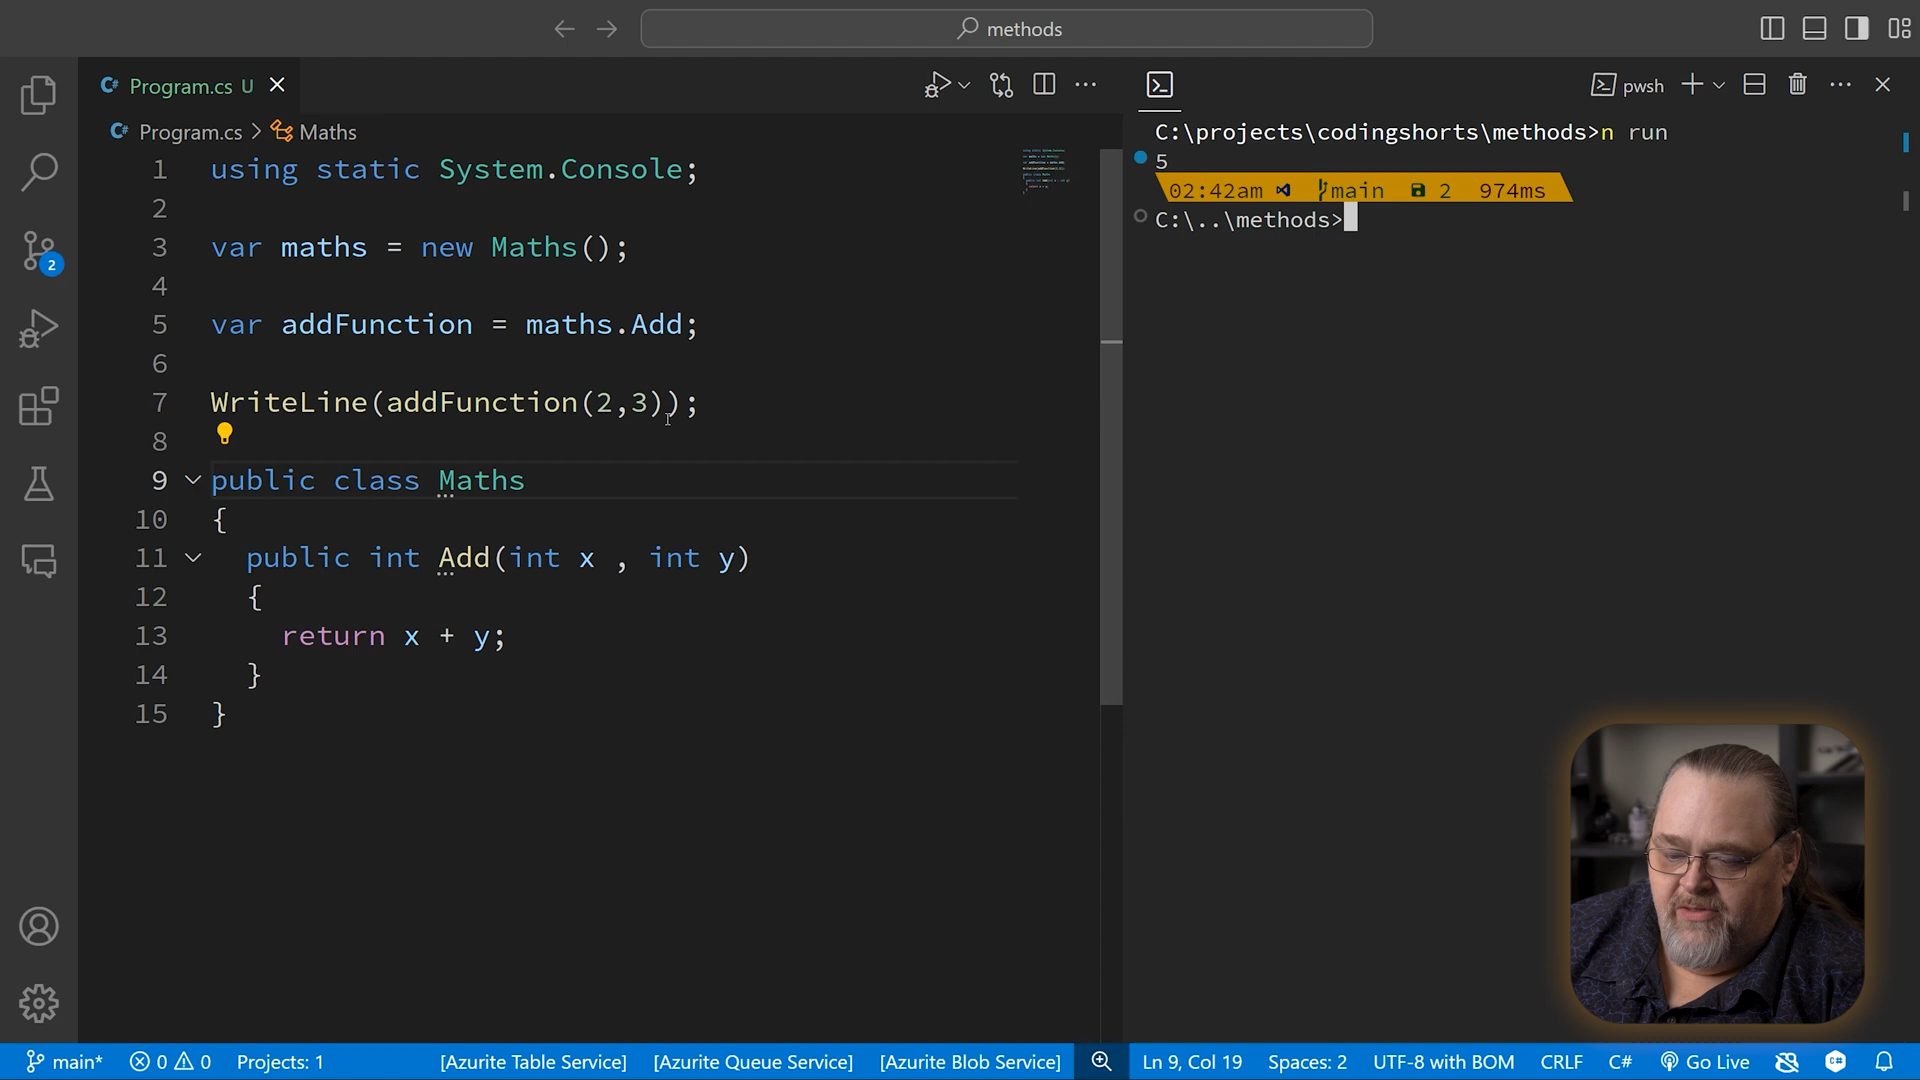 methods
Program.cs U
pwsh
Program.cs > Maths
1 using static System.Console;
2
3 var maths = new Maths();
4
5 var addFunction = maths.Add;
6
7 WriteLine(addFunction(2,3));
8
9 public class Maths
10 {
11 public int Add(int x , int y)
12 {
13 return x + y;
14 }
15 }
C:\projects\codingshorts\methods>n run
5
02:42am main 2 974ms
C:\..\methods>
2
main* 0 0 Projects: 1 [Azurite Table Service] [Azurite Queue Service] [Azurite Blob Service] Ln 9, Col 19 Spaces: 2 UTF-8 with BOM CRLF C# Go Live